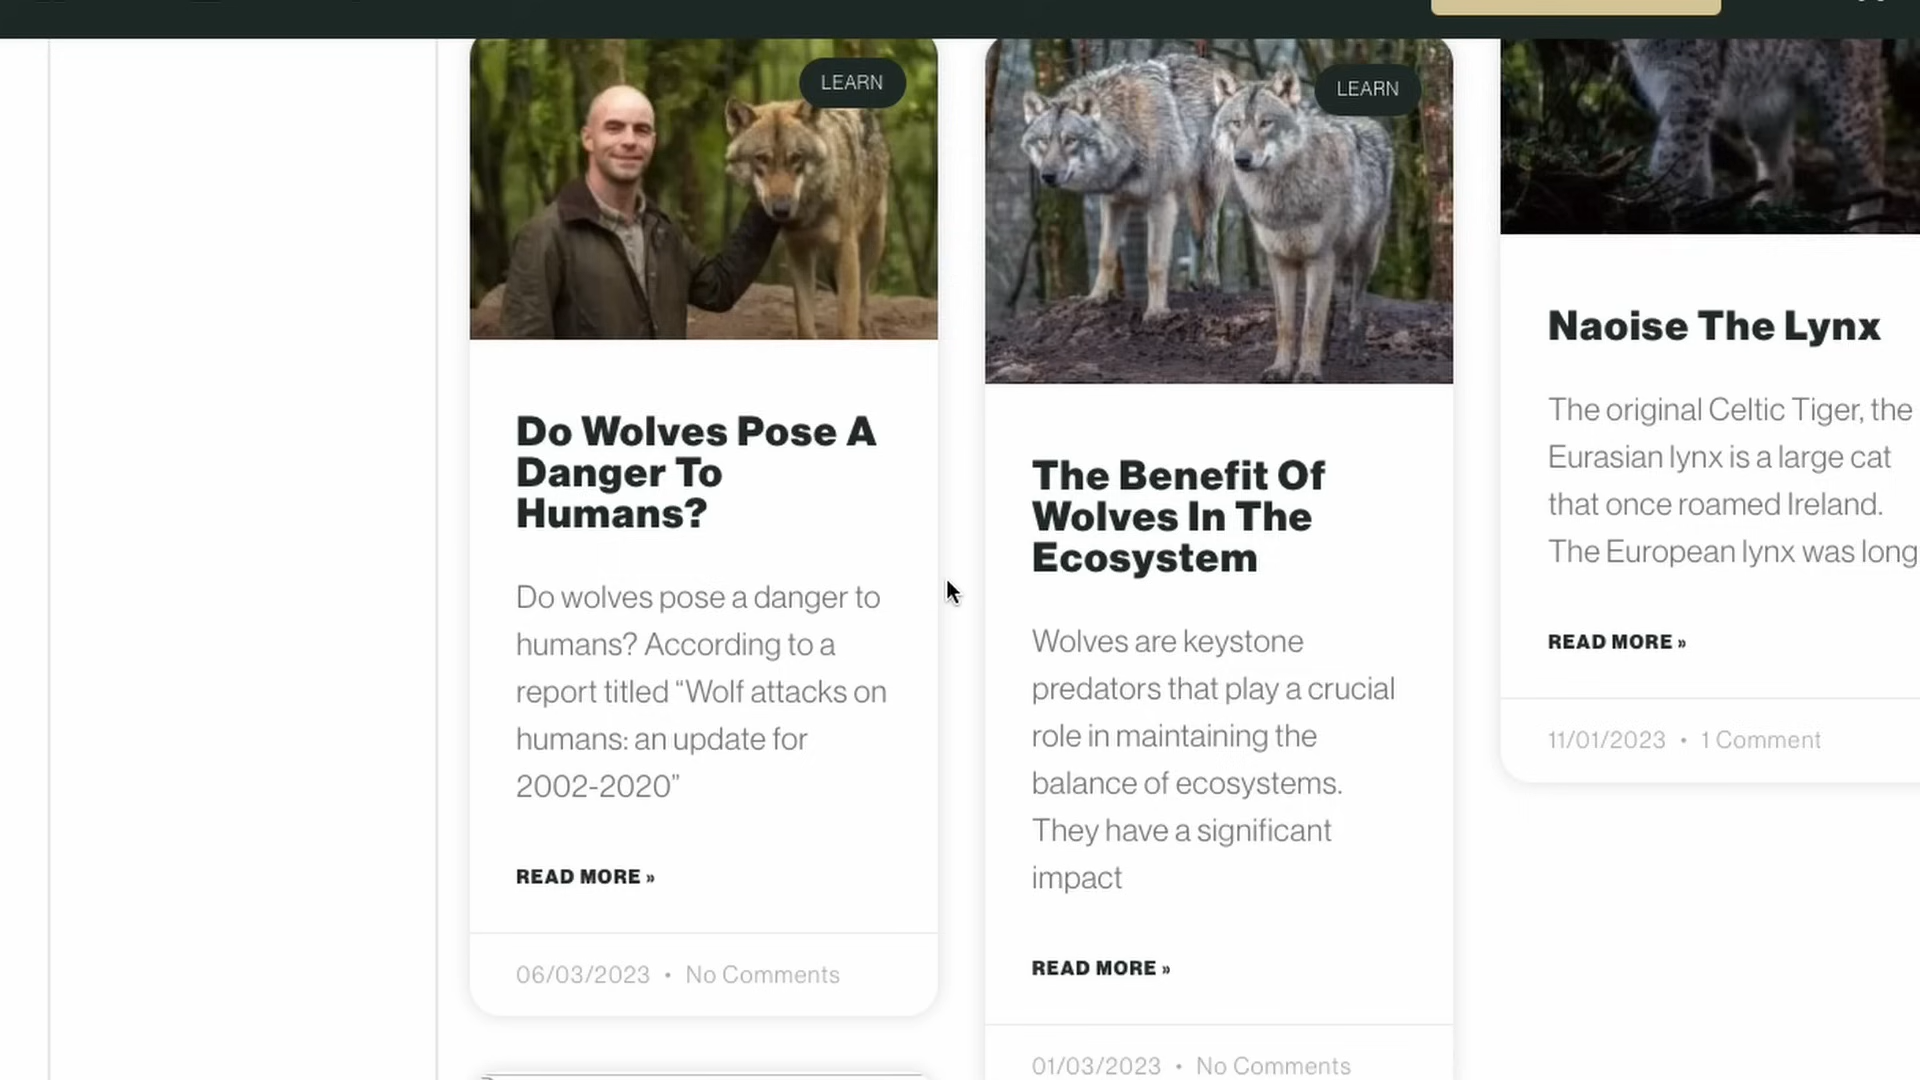 LEARN
Do Wolves Pose A
Danger To
Humans?
Do wolves pose a danger to
humans? According to a
report titled “Wolf attacks on
humans: an update for
2002-2020”
READ MORE »
06/03/2023 • No Comments
LEARN
The Benefit Of
Wolves In The
Ecosystem
Wolves are keystone
predators that play a crucial
role in maintaining the
balance of ecosystems.
They have a significant
impact
READ MORE »
01/03/2023 • No Comments
Naoise The Lynx
The original Celtic Tiger, the
Eurasian lynx is a large cat
that once roamed Ireland.
The European lynx was long
READ MORE »
11/01/2023 • 1 Comment